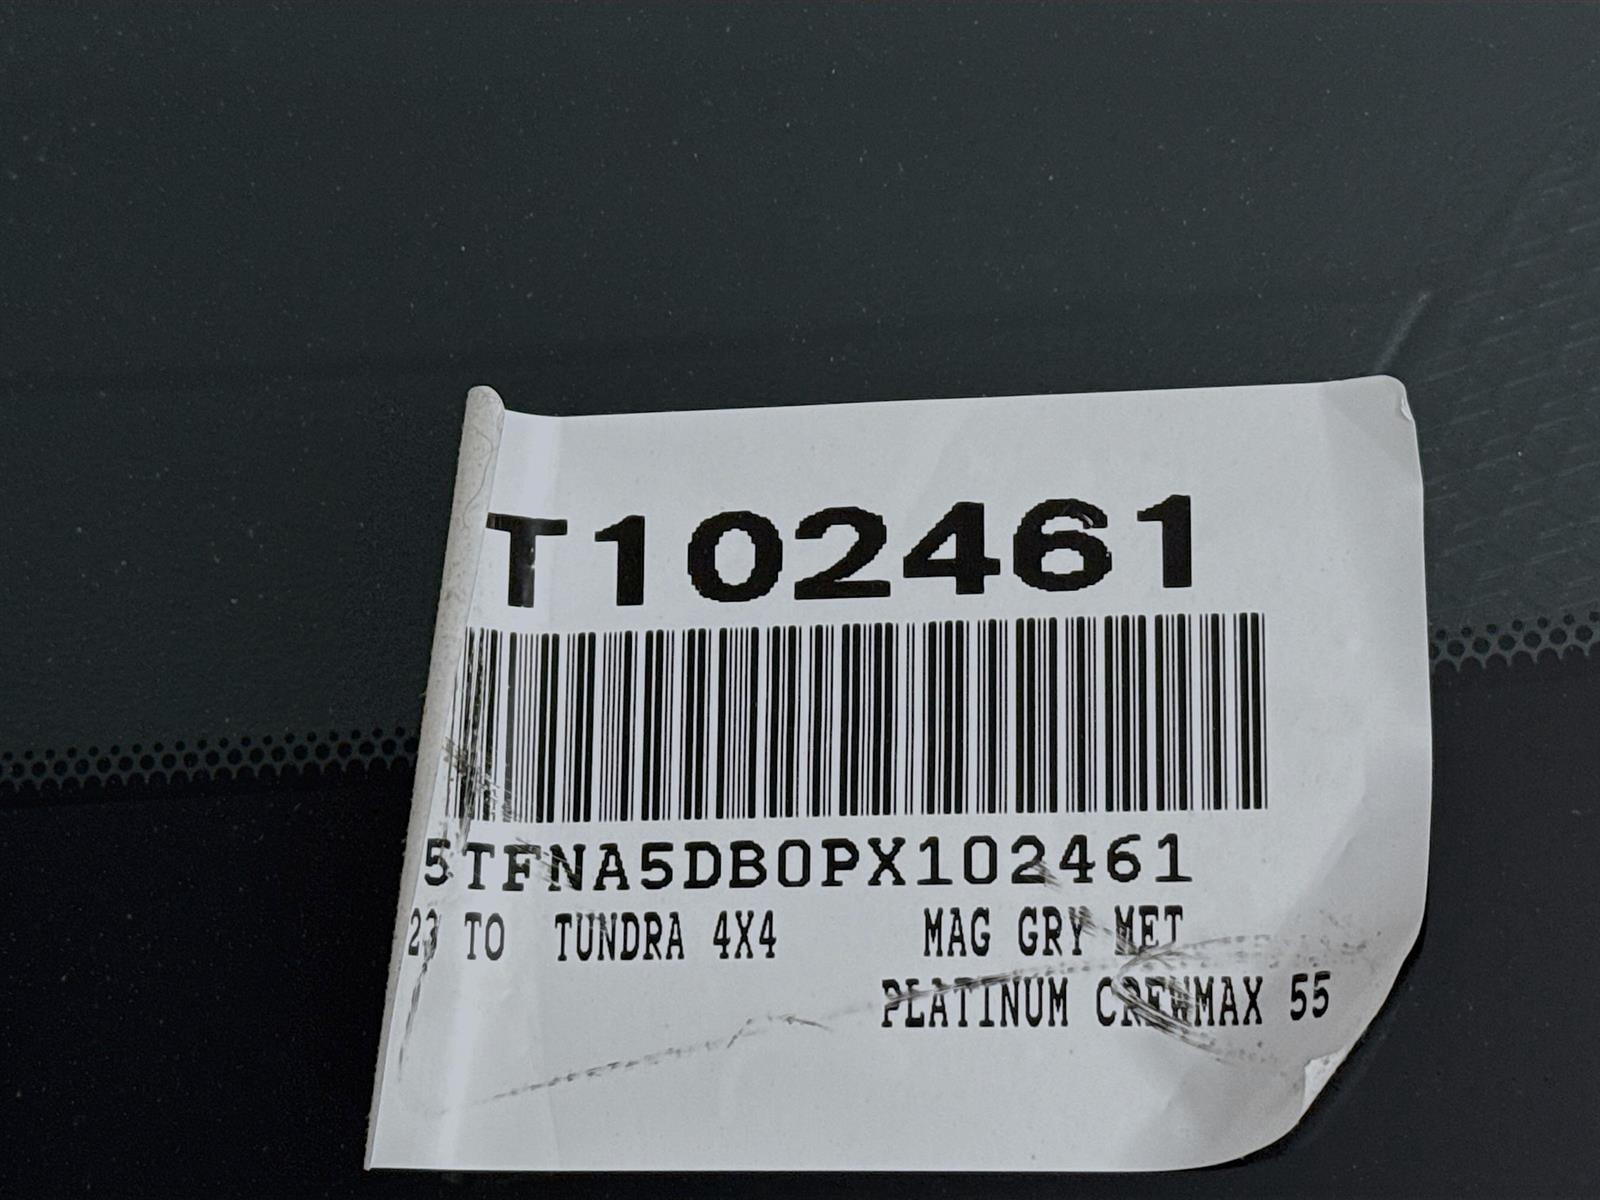 T102461
5TFNA5DB0PX102461
23 TO TUNDRA 4X4 MAG GRY MET
PLATINUM CREWMAX 55